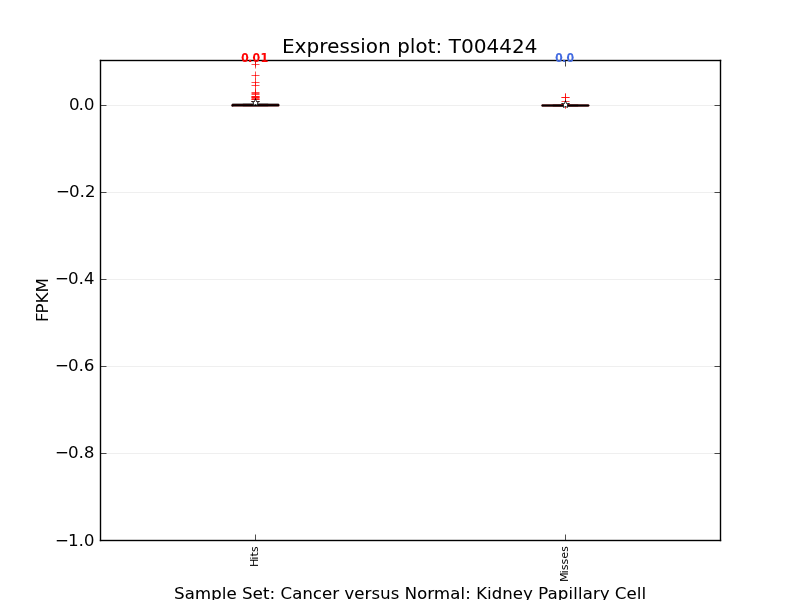 Expression plot: T004424
0.01
0.0
0.0
−0.2
−0.4
−0.6
−0.8
−1.0
FPKM
Hits
Misses
Sample Set: Cancer versus Normal: Kidney Papillary Cell